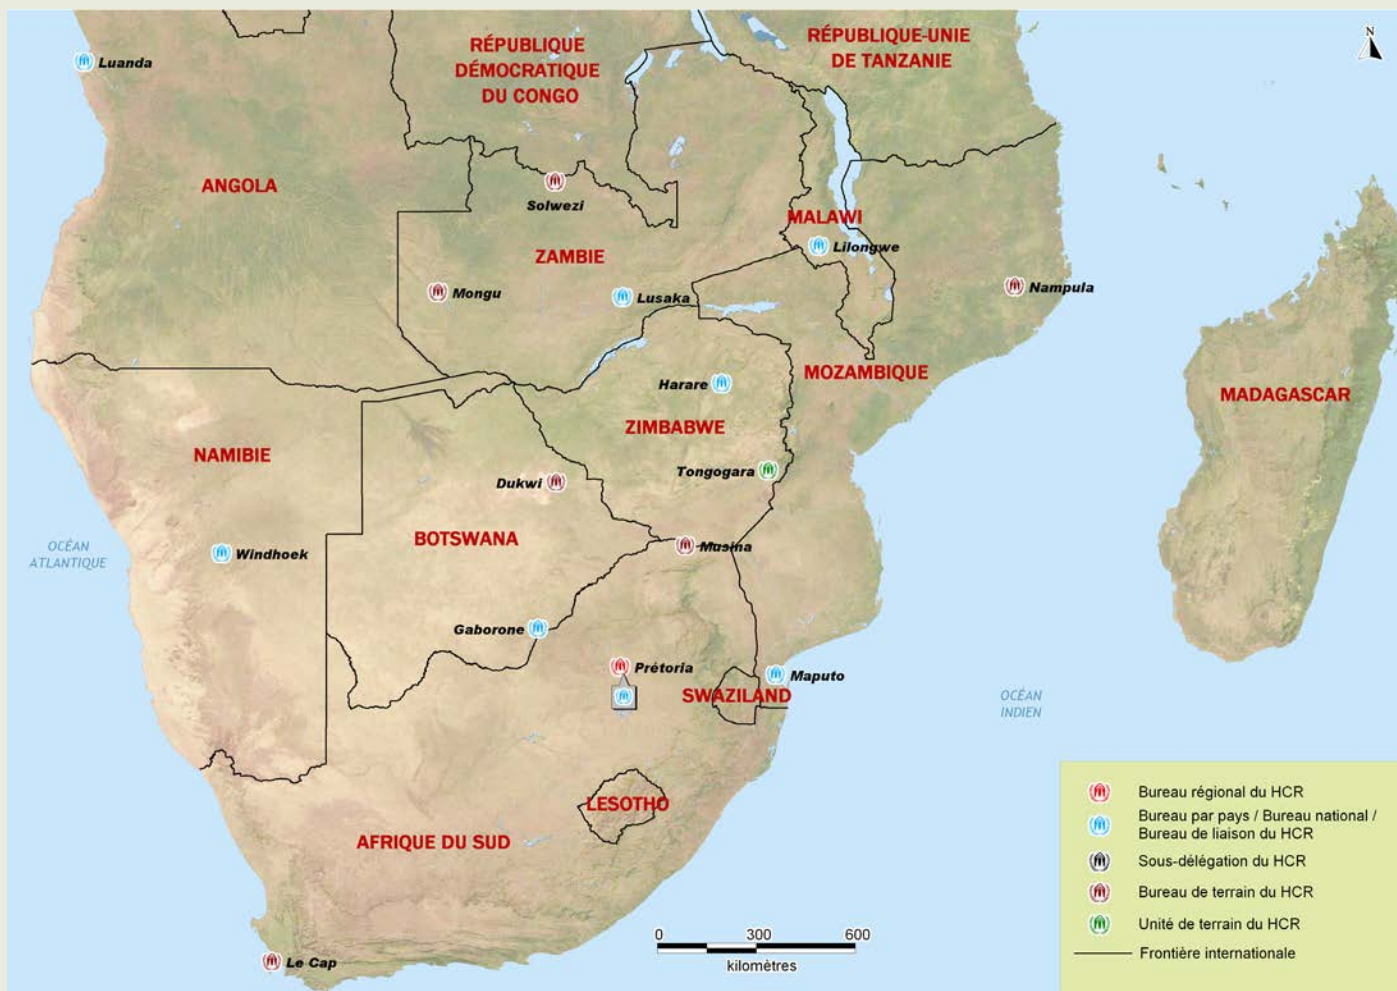 N
RÉPUBLIQUE
DÉMOCRATIQUE
DU CONGO
RÉPUBLIQUE-UNIE
DE TANZANIE
Luanda
ANGOLA
Solwezi
MALAWI
Lilongwe
ZAMBIE
Mongu
Lusaka
Nampula
Harare
MOZAMBIQUE
MADAGASCAR
ZIMBABWE
NAMIBIE
Tongogara
Dukwi
BOTSWANA
Musina
OCÉAN
ATLANTIQUE
Windhoek
Gaborone
Prétoria
Maputo
SWAZILAND
OCÉAN
INDIEN
LESOTHO
AFRIQUE DU SUD
Le Cap
0 300 600
kilomètres
Bureau régional du HCR
Bureau par pays / Bureau national /
Bureau de liaison du HCR
Sous-délégation du HCR
Bureau de terrain du HCR
Unité de terrain du HCR
Frontière internationale